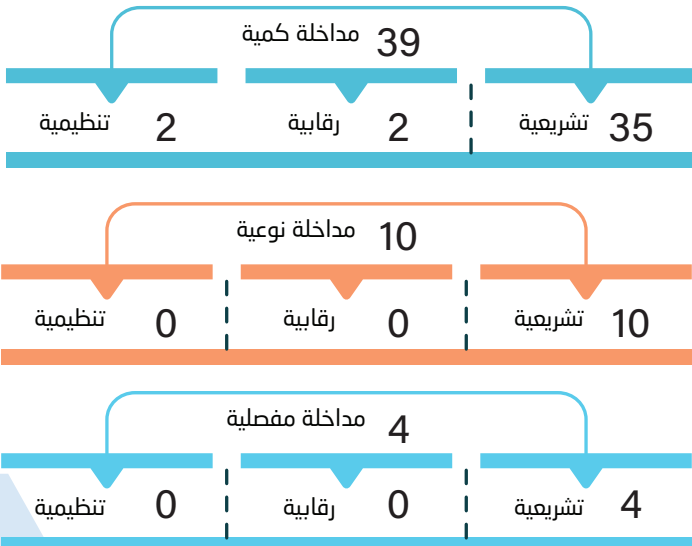 39 مداخلة كمية
35 تشريعية
2 رقابية
2 تنظيمية
10 مداخلة نوعية
10 تشريعية
0 رقابية
0 تنظيمية
4 مداخلة مفصلية
4 تشريعية
0 رقابية
0 تنظيمية